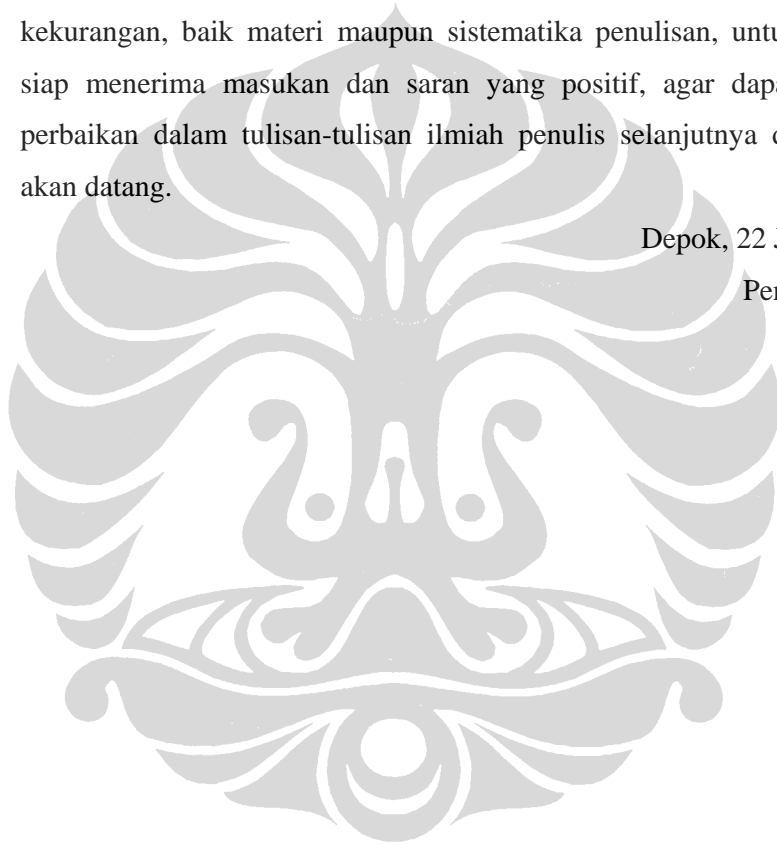 kekurangan, baik materi maupun sistematika penulisan, untu
siap menerima masukan dan saran yang positif, agar dapa
perbaikan dalam tulisan-tulisan ilmiah penulis selanjutnya
akan datang.
Depok, 22